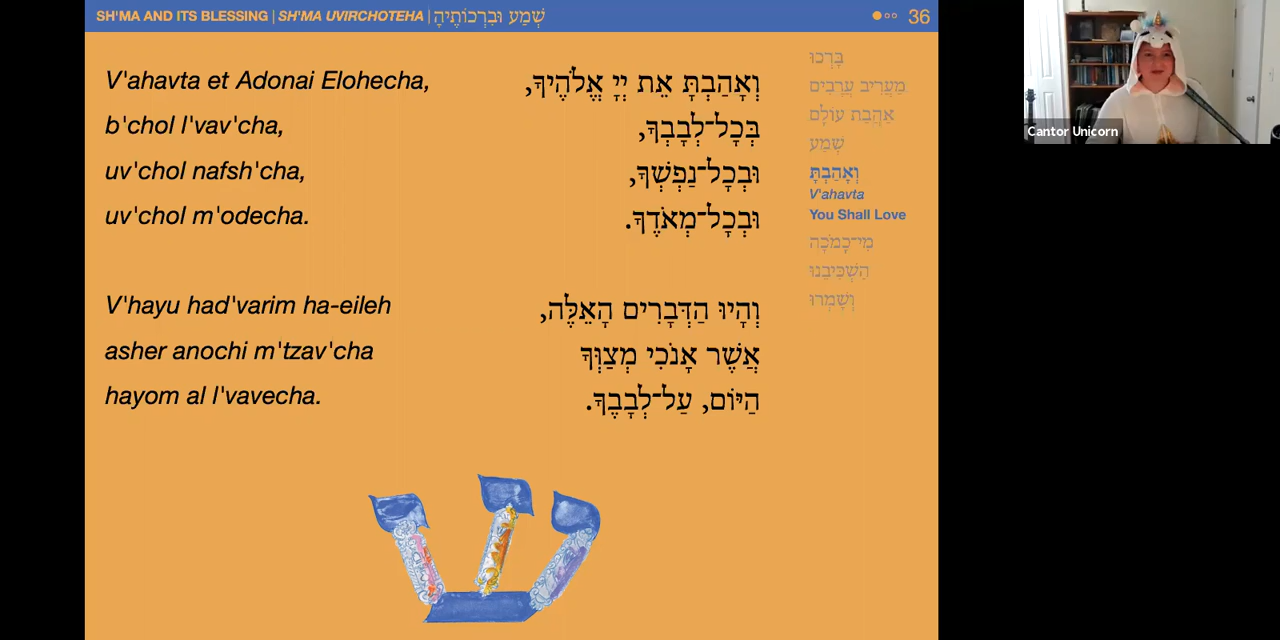 SH'MA AND ITS BLESSING | SH'MA UVIRCHOTEHA | שְׁמַע וּבִרְכוֹתֶיהָ
36
V'ahavta et Adonai Elohecha,
b'chol l'vav'cha,
uv'chol nafsh'cha,
uv'chol m'odecha.
V'hayu had'varim ha-eileh
asher anochi m'tzav'cha
hayom al l'vavecha.
וְאָהַבְתָּ אֵת יְיָ אֱלֹהֶיךָ,
בְּכָל־לְבָבְךָ,
וּבְכָל־נַפְשְׁךָ,
וּבְכָל־מְאֹדֶךָ.
וְהָיוּ הַדְּבָרִים הָאֵלֶּה,
אֲשֶׁר אָנֹכִי מְצַוְּךָ
הַיּוֹם, עַל־לְבָבֶךָ.
בָּרְכוּ
מַעֲרִיב עֲרָבִים
אַהֲבַת עוֹלָם
שְׁמַע
וְאָהַבְתָּ
V'ahavta
You Shall Love
מִי־כָמֹכָה
הַשְׁכִּיבֵנוּ
וְשָׁמְרוּ
ש
Cantor Unicorn